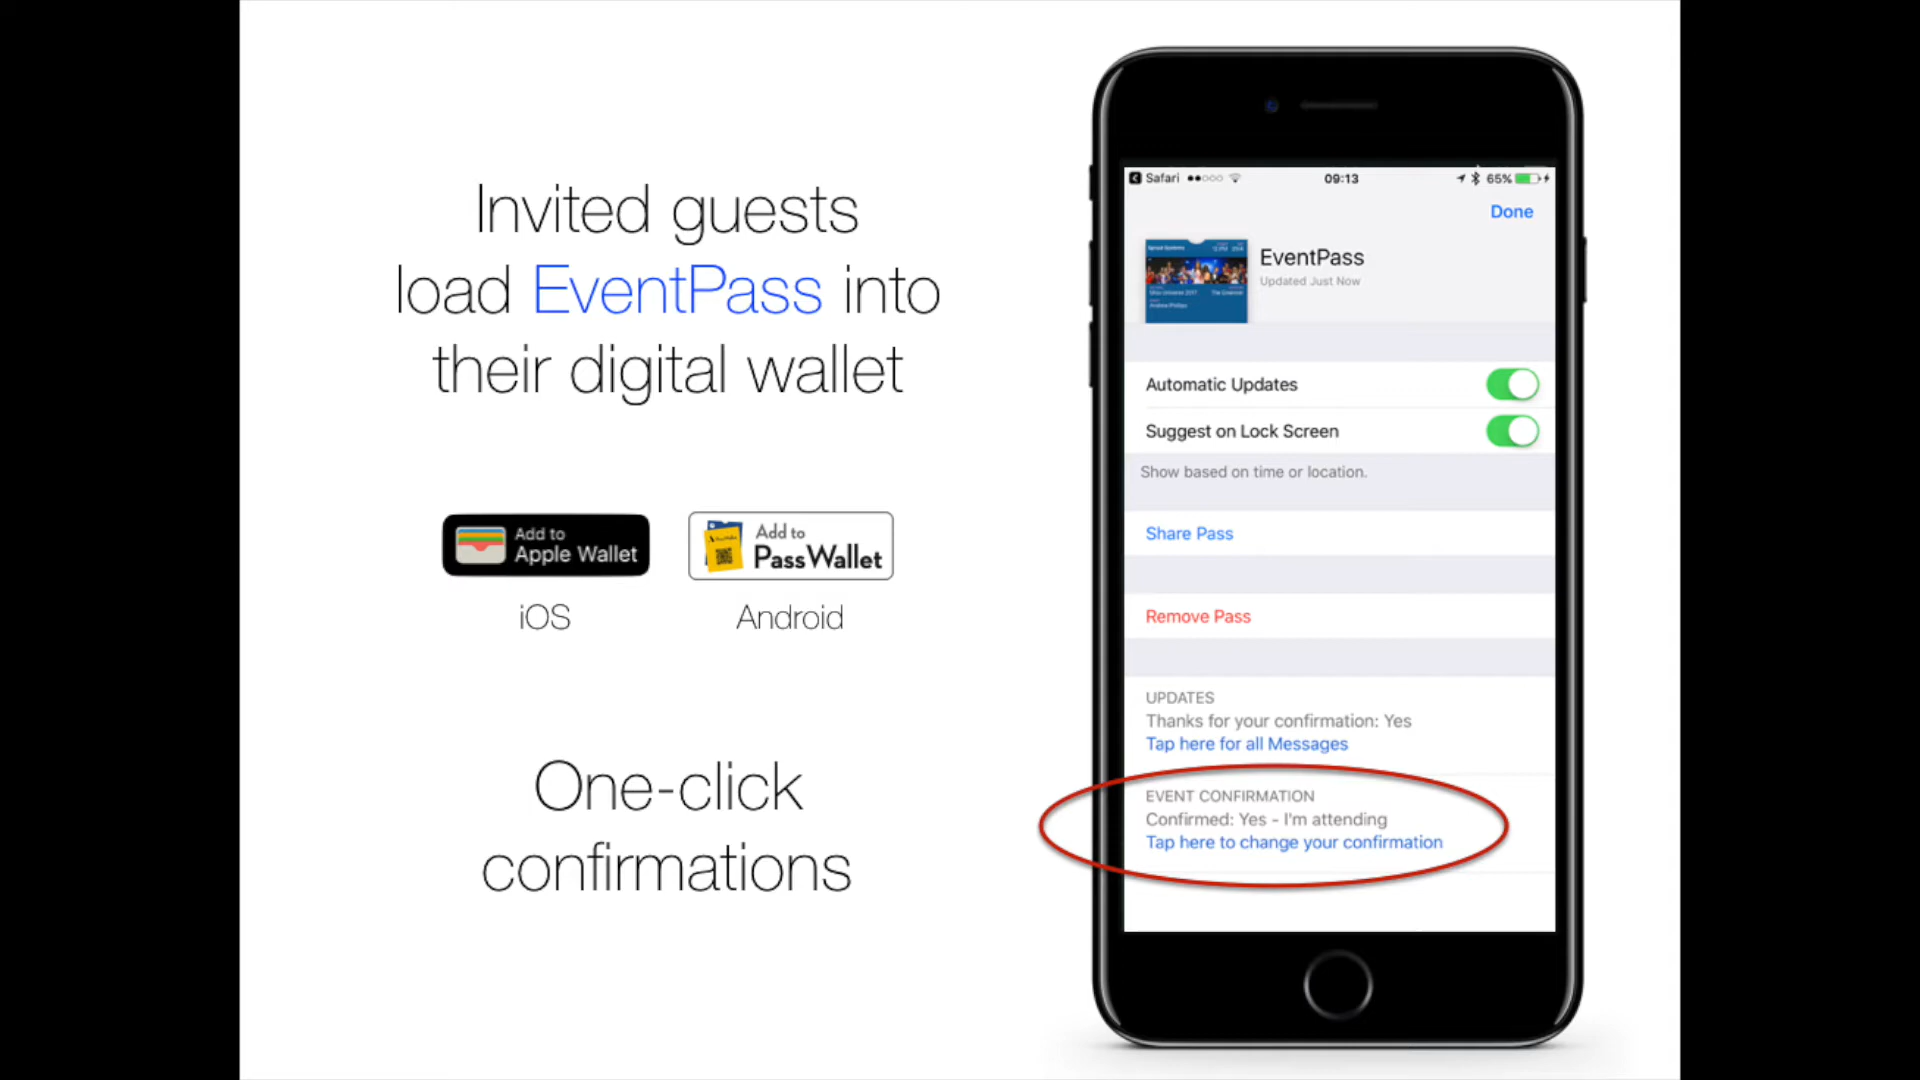 Invited guests
load EventPass into
their digital wallet
Add to
Apple Wallet
iOS
Add to
PassWallet
Android
One-click
confirmations
Safari
09:13
65%
Done
EventPass
Updated Just Now
Automatic Updates
Suggest on Lock Screen
Show based on time or location.
Share Pass
Remove Pass
UPDATES
Thanks for your confirmation: Yes
Tap here for all Messages
EVENT CONFIRMATION
Confirmed: Yes - I'm attending
Tap here to change your confirmation